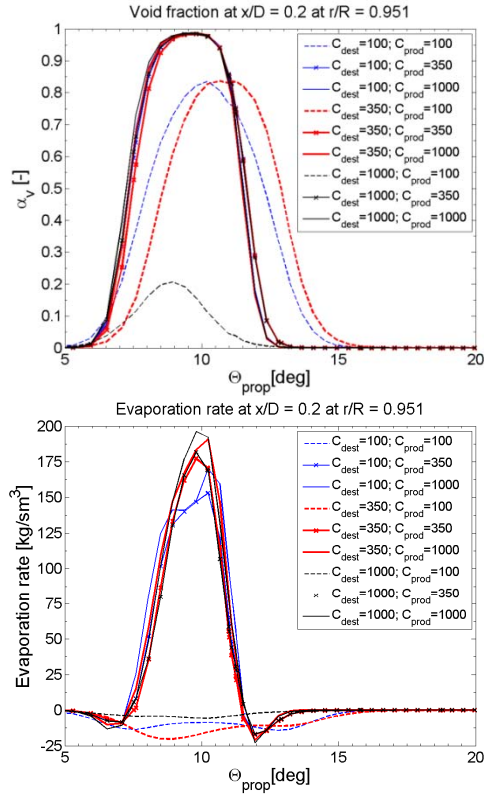 Void fraction at x/D = 0.2 at r/R = 0.951
1
0.9
0.8
0.7
0.6
0.5
0.4
0.3
0.2
0.1
0
α_v [-]
C_dest=100; C_prod=100
C_dest=100; C_prod=350
C_dest=100; C_prod=1000
C_dest=350; C_prod=100
C_dest=350; C_prod=350
C_dest=350; C_prod=1000
C_dest=1000; C_prod=100
C_dest=1000; C_prod=350
C_dest=1000; C_prod=1000
5 10 15 20
Θ_prop[deg]
Evaporation rate at x/D = 0.2 at r/R = 0.951
200
175
150
125
100
75
50
25
0
-25
Evaporation rate [kg/sm³]
C_dest=100; C_prod=100
C_dest=100; C_prod=350
C_dest=100; C_prod=1000
C_dest=350; C_prod=100
C_dest=350; C_prod=350
C_dest=350; C_prod=1000
C_dest=1000; C_prod=100
C_dest=1000; C_prod=350
C_dest=1000; C_prod=1000
5 10 15 20
Θ_prop[deg]